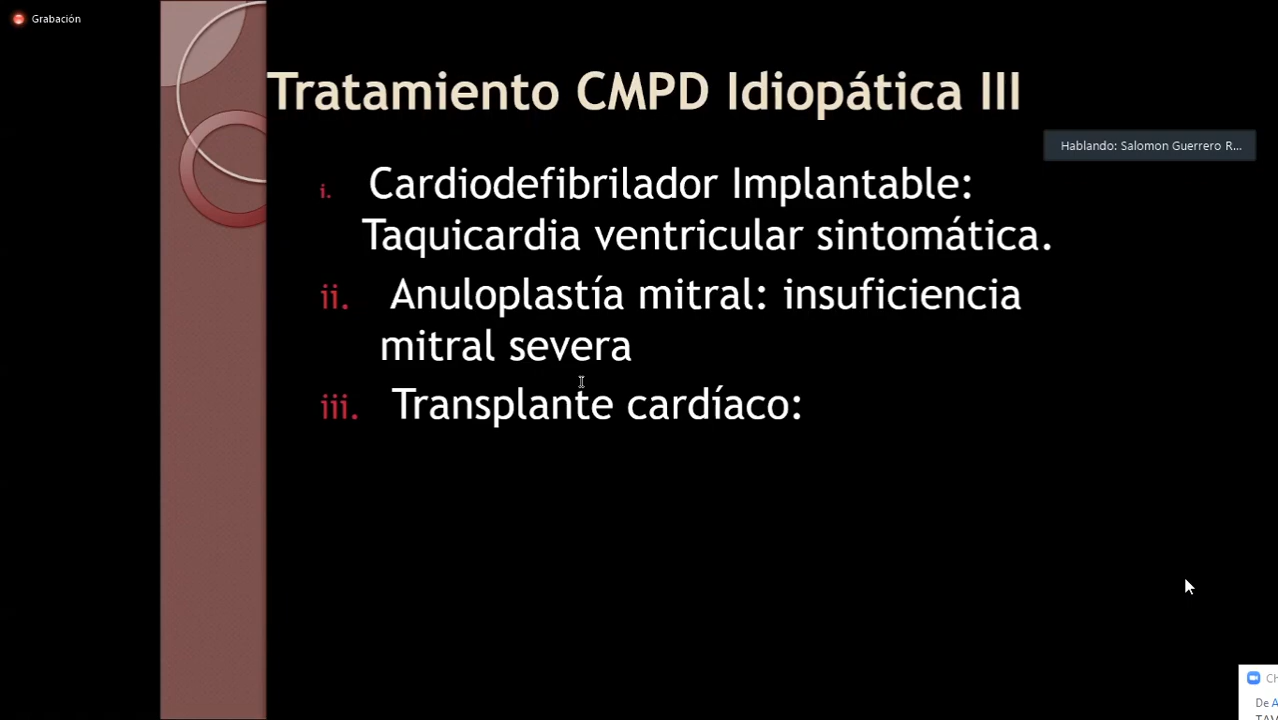 Grabación
Tratamiento CMPD Idiopática III
Hablando: Salomon Guerrero R...
i. Cardiodefibrilador Implantable:
Taquicardia ventricular sintomática.
ii. Anuloplastía mitral: insuficiencia
mitral severa
iii. Transplante cardíaco:
De A